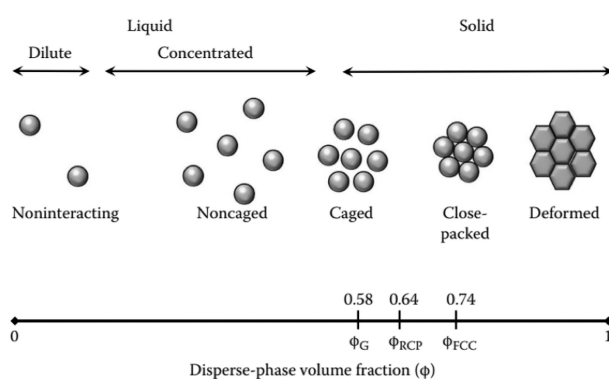 Liquid
Solid
Dilute
Concentrated
Noninteracting
Noncaged
Caged
Close-
packed
Deformed
0.58
0.64
0.74
0
ϕG
ϕRCP
ϕFCC
1
Disperse-phase volume fraction (ϕ)